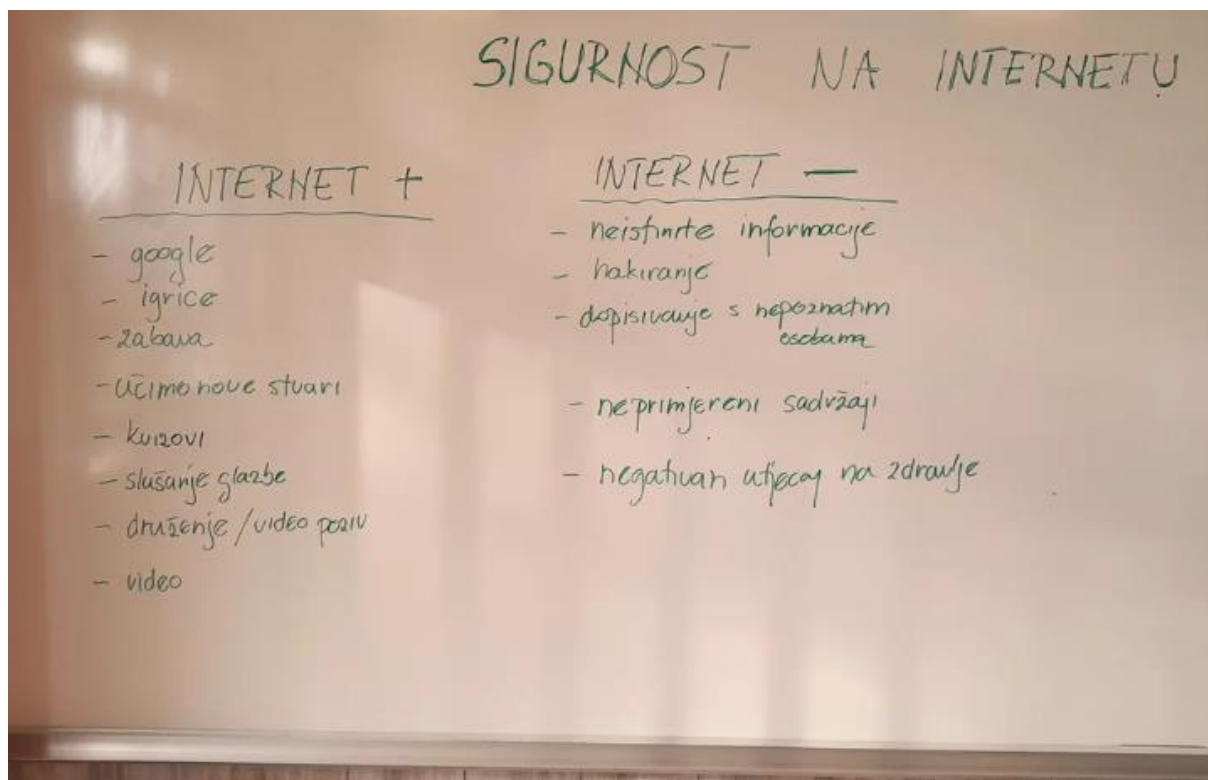 SIGURNOST NA INTERNETU
INTERNET +
- google
- igrice
- zabava
- učimo nove stvari
- kvizovi
- slušanje glazbe
- druženje / video poziv
- video
INTERNET —
- neistinite informacije
- hakiranje
- dopisivanje s nepoznatim
osobama
- neprimjereni sadržaji
- negativan utjecaj na zdravlje